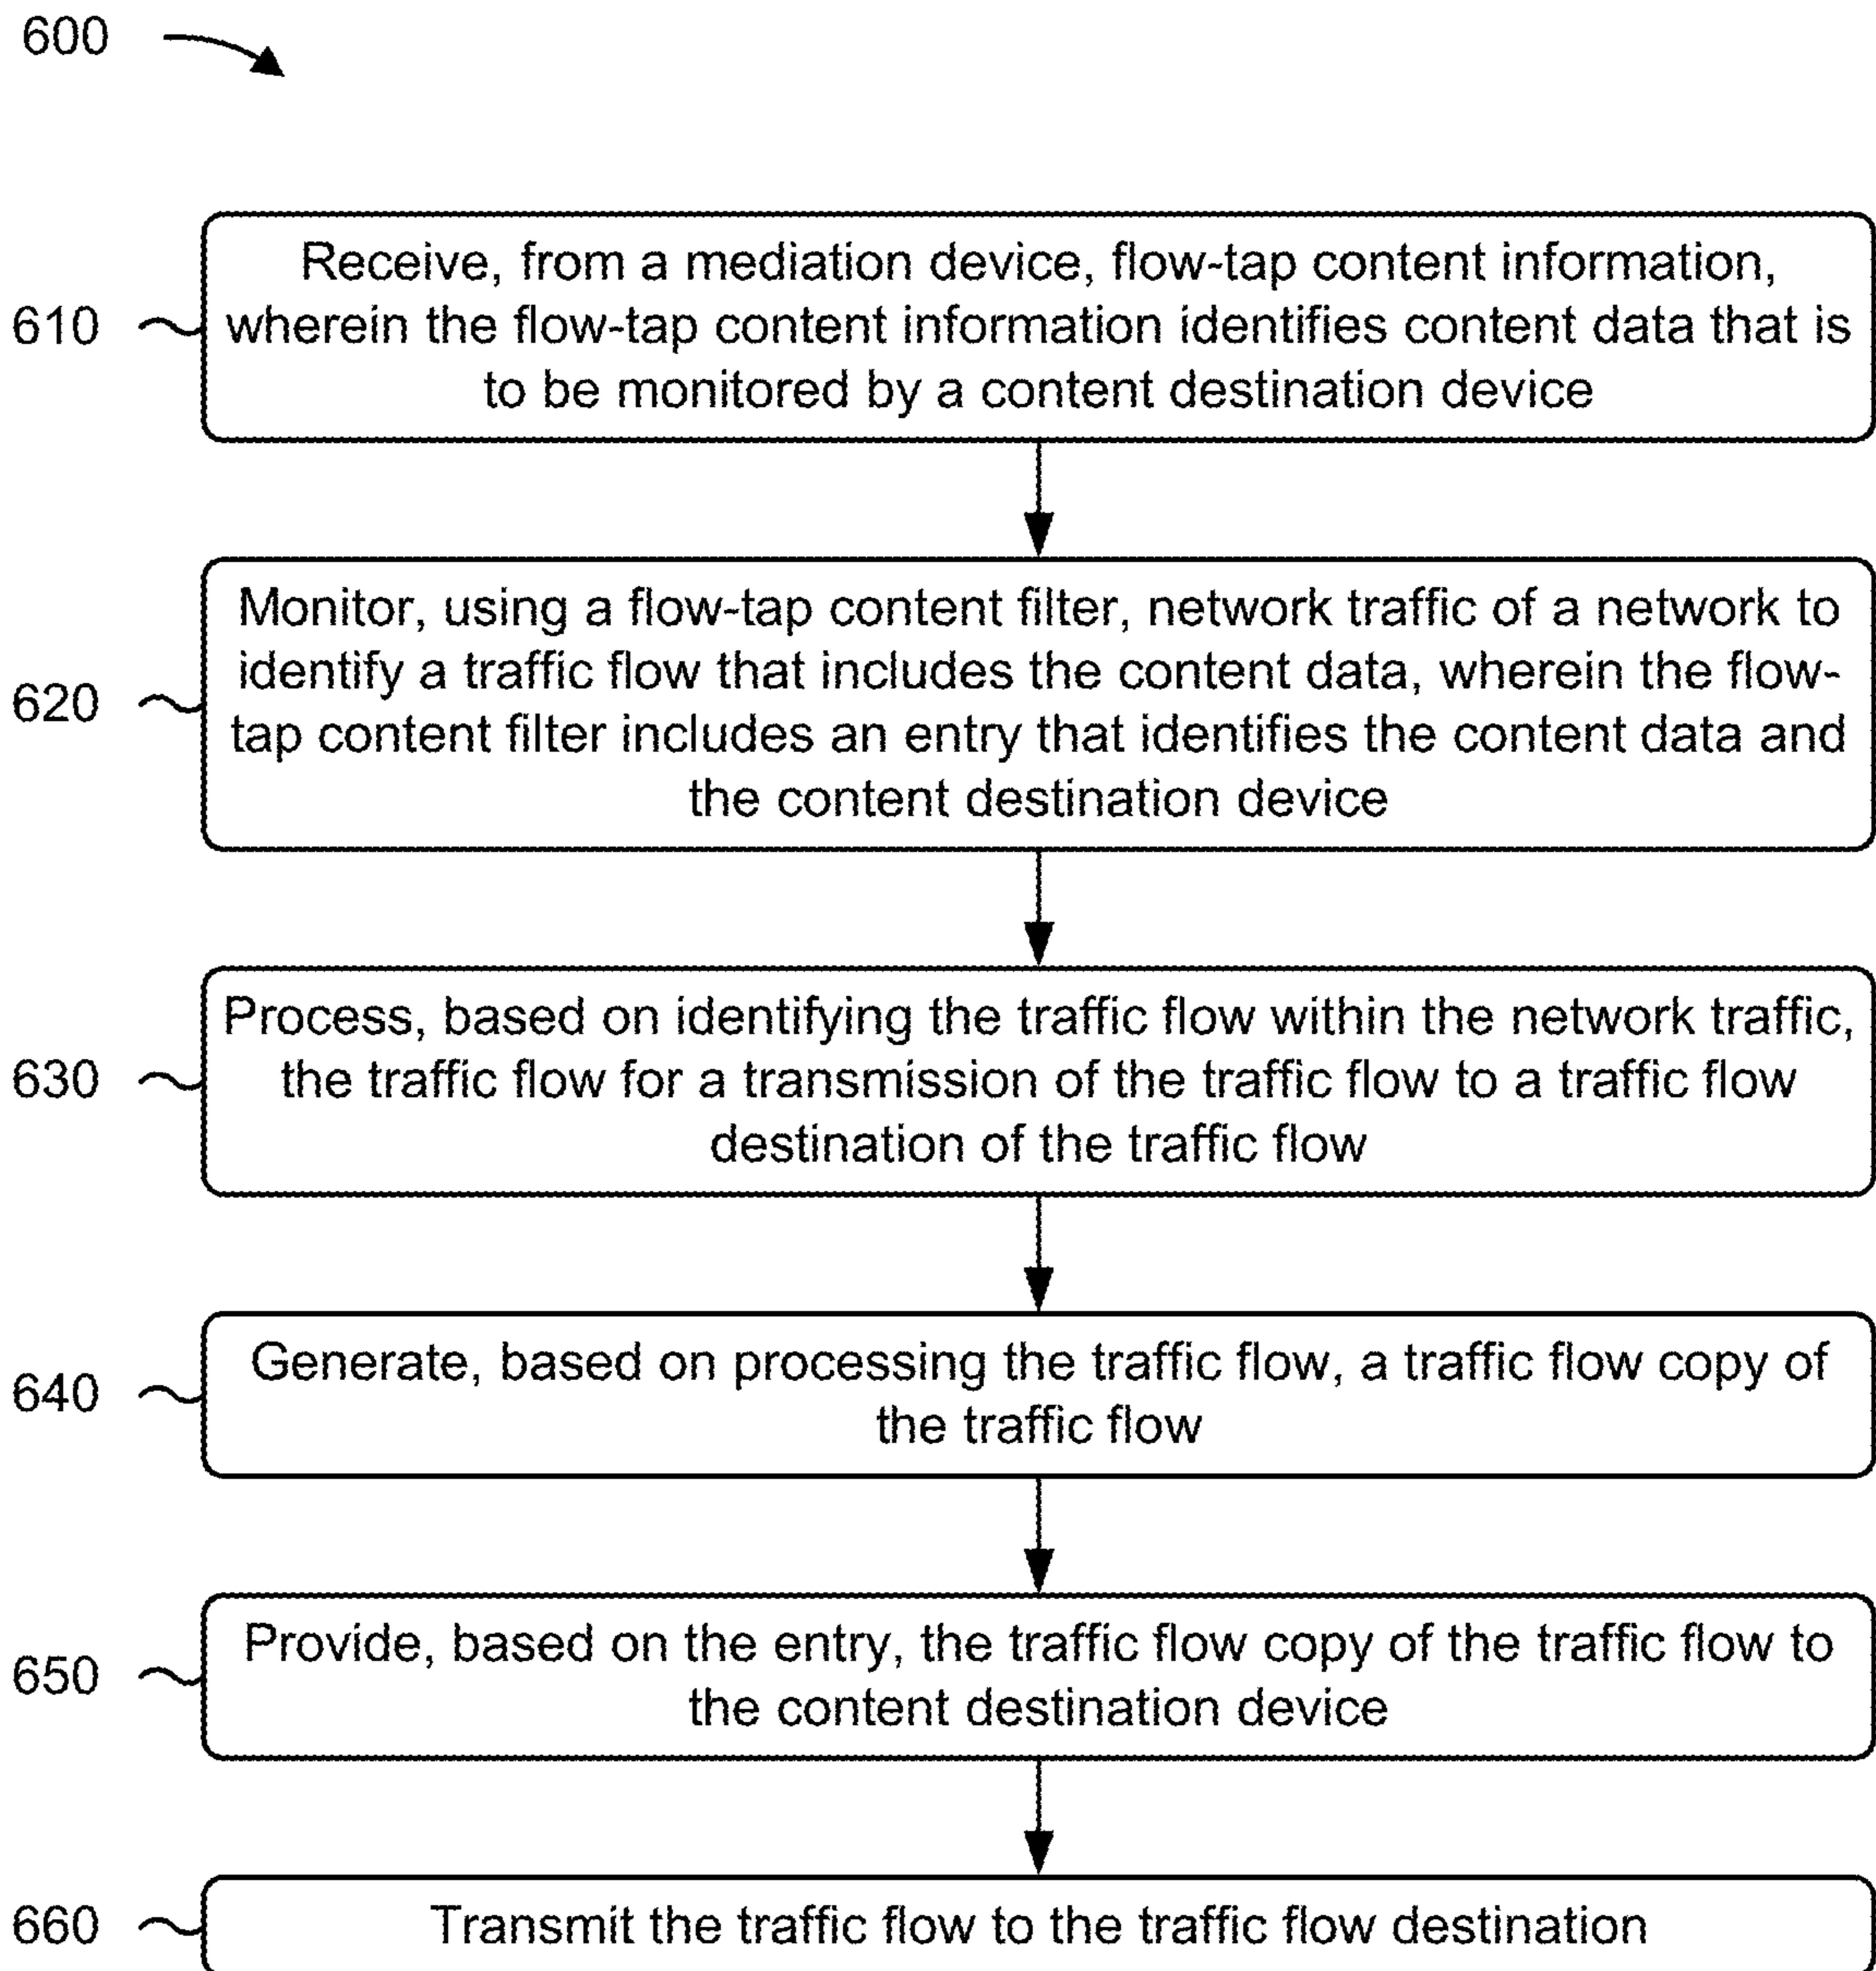 600
610
Receive, from a mediation device, flow-tap content information,
wherein the flow-tap content information identifies content data that is
to be monitored by a content destination device
620
Monitor, using a flow-tap content filter, network traffic of a network to
identify a traffic flow that includes the content data, wherein the flow-
tap content filter includes an entry that identifies the content data and
the content destination device
630
Process, based on identifying the traffic flow within the network traffic,
the traffic flow for a transmission of the traffic flow to a traffic flow
destination of the traffic flow
640
Generate, based on processing the traffic flow, a traffic flow copy of
the traffic flow
650
Provide, based on the entry, the traffic flow copy of the traffic flow to
the content destination device
660
Transmit the traffic flow to the traffic flow destination